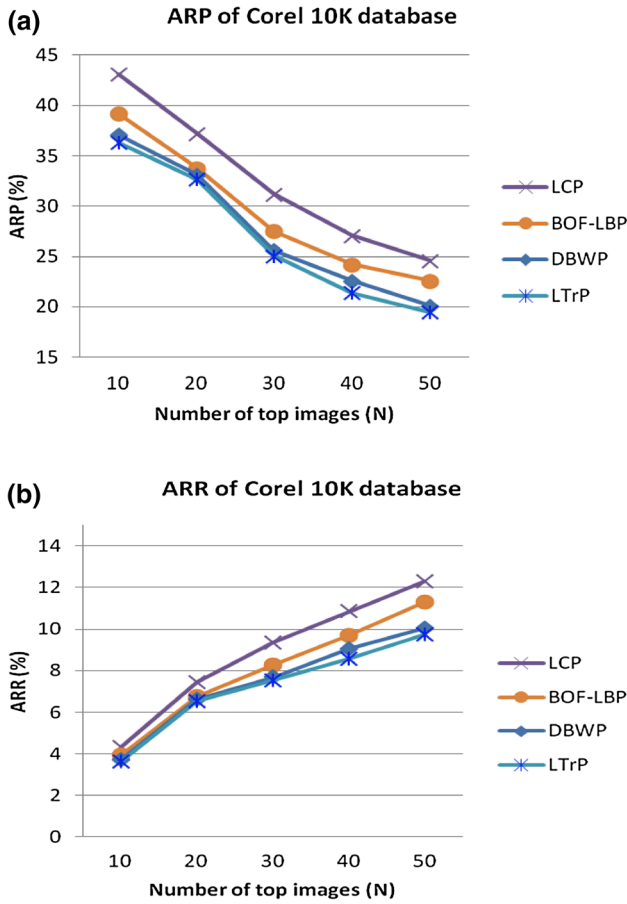 (a)
ARP of Corel 10K database
45
40
35
30
25
20
15
ARP (%)
10 20 30 40 50
Number of top images (N)
LCP
BOF-LBP
DBWP
LTrP
(b)
ARR of Corel 10K database
14
12
10
8
6
4
2
0
ARR (%)
10 20 30 40 50
Number of top images (N)
LCP
BOF-LBP
DBWP
LTrP